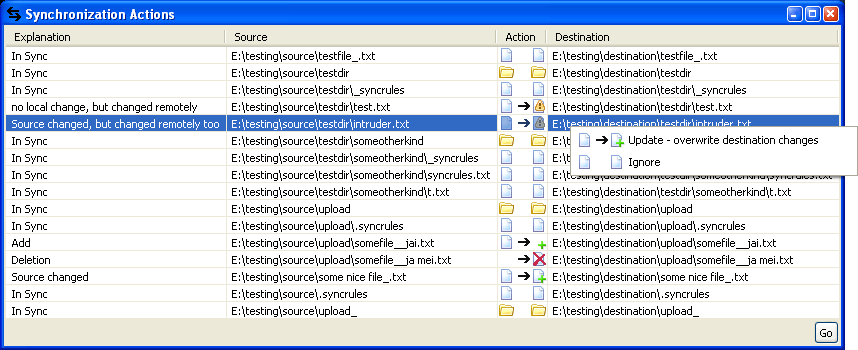 Synchronization Actions
Explanation Source Action Destination
In Sync E:\testing\source\testfile_.txt E:\testing\destination\testfile_.txt
In Sync E:\testing\source\testdir E:\testing\destination\testdir
In Sync E:\testing\source\testdir\_syncrules E:\testing\destination\testdir\_syncrules
no local change, but changed remotely E:\testing\source\testdir\test.txt E:\testing\destination\testdir\test.txt
Source changed, but changed remotely too E:\testing\source\testdir\intruder.txt E:\testing\destination\testdir\intruder.txt
Update - overwrite destination changes
Ignore
In Sync E:\testing\source\testdir\someotherkind
In Sync E:\testing\source\testdir\someotherkind\_syncrules
In Sync E:\testing\source\testdir\someotherkind\syncrules.txt E:\testing\destination\testdir\someotherkind\syncrules.txt
In Sync E:\testing\source\testdir\someotherkind\t.txt E:\testing\destination\testdir\someotherkind\t.txt
In Sync E:\testing\source\upload E:\testing\destination\upload
In Sync E:\testing\source\upload\.syncrules E:\testing\destination\upload\.syncrules
Add E:\testing\source\upload\somefile__jai.txt E:\testing\destination\upload\somefile__jai.txt
Deletion E:\testing\source\upload\somefile__ja mei.txt E:\testing\destination\upload\somefile__ja mei.txt
Source changed E:\testing\source\some nice file_.txt E:\testing\destination\some nice file_.txt
In Sync E:\testing\source\.syncrules E:\testing\destination\.syncrules
In Sync E:\testing\source\upload_ E:\testing\destination\upload_
Go